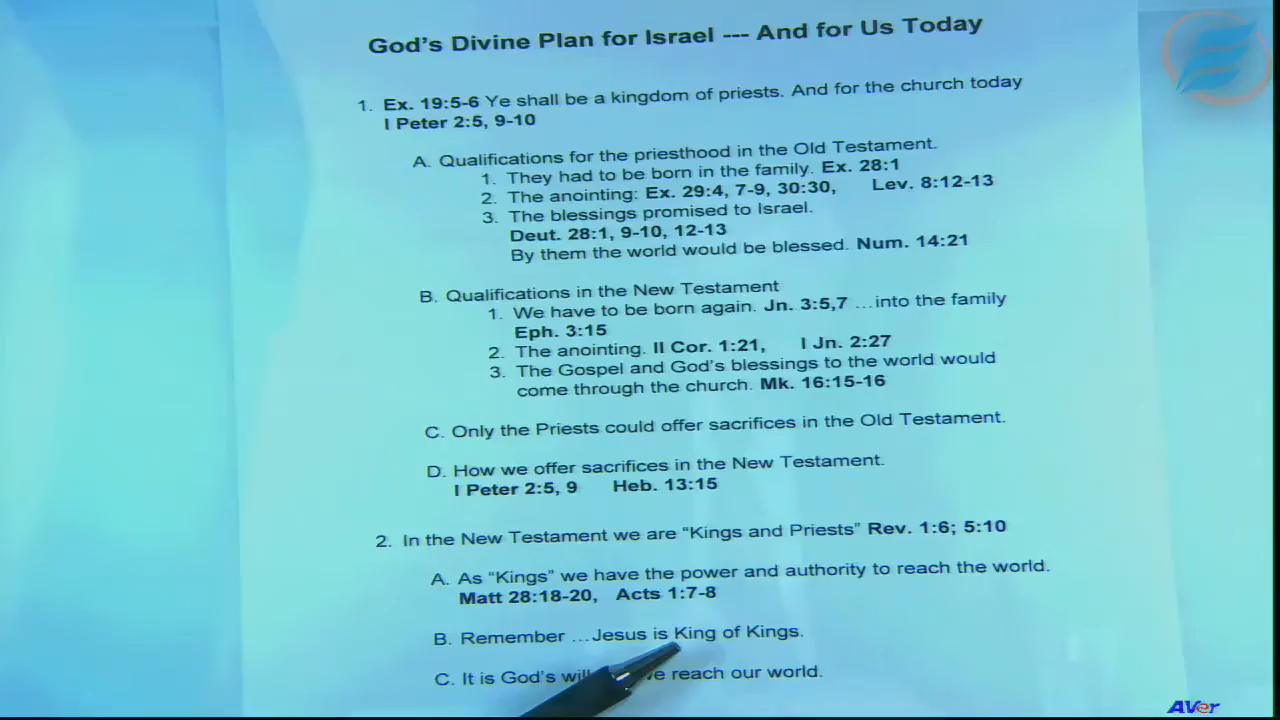 God's Divine Plan for Israel --- And for Us Today
1. Ex. 19:5-6 Ye shall be a kingdom of priests. And for the church today
I Peter 2:5, 9-10
A. Qualifications for the priesthood in the Old Testament.
1. They had to be born in the family. Ex. 28:1
2. The anointing: Ex. 29:4, 7-9, 30:30, Lev. 8:12-13
3. The blessings promised to Israel.
Deut. 28:1, 9-10, 12-13
By them the world would be blessed. Num. 14:21
B. Qualifications in the New Testament
1. We have to be born again. Jn. 3:5,7 ...into the family
Eph. 3:15
2. The anointing. II Cor. 1:21, I Jn. 2:27
3. The Gospel and God's blessings to the world would
come through the church. Mk. 16:15-16
C. Only the Priests could offer sacrifices in the Old Testament.
D. How we offer sacrifices in the New Testament.
I Peter 2:5, 9 Heb. 13:15
2. In the New Testament we are "Kings and Priests" Rev. 1:6; 5:10
A. As "Kings" we have the power and authority to reach the world.
Matt 28:18-20, Acts 1:7-8
B. Remember ...Jesus is King of Kings.
C. It is God's will reach our world.
AVer